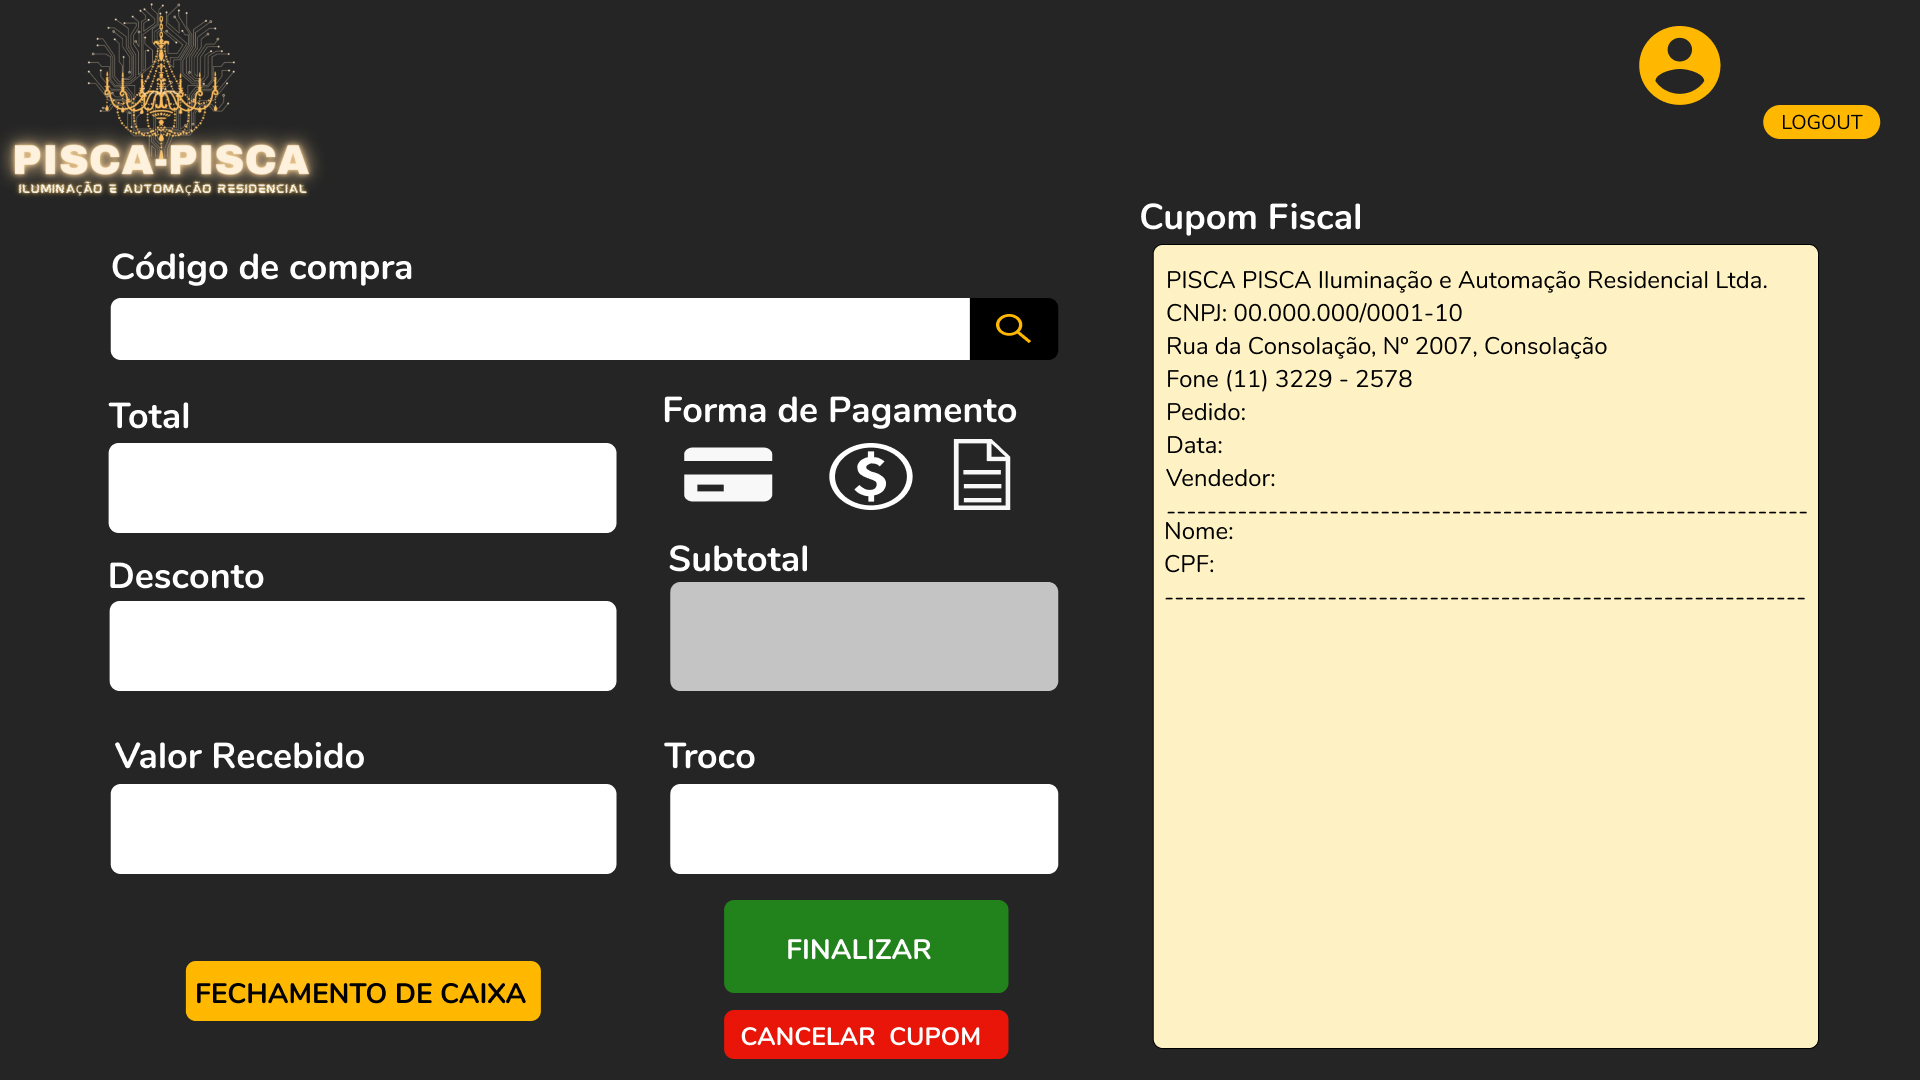 PISCA-PISCA
ILUMINAÇÃO E AUTOMAÇÃO RESIDENCIAL
LOGOUT
Código de compra
Total
Forma de Pagamento
Desconto
Subtotal
Valor Recebido
Troco
FINALIZAR
FECHAMENTO DE CAIXA
CANCELAR CUPOM
Cupom Fiscal
PISCA PISCA Iluminação e Automação Residencial Ltda.
CNPJ: 00.000.000/0001-10
Rua da Consolação, Nº 2007, Consolação
Fone (11) 3229 - 2578
Pedido:
Data:
Vendedor:
----------------------------------------------------------------
Nome:
CPF:
----------------------------------------------------------------